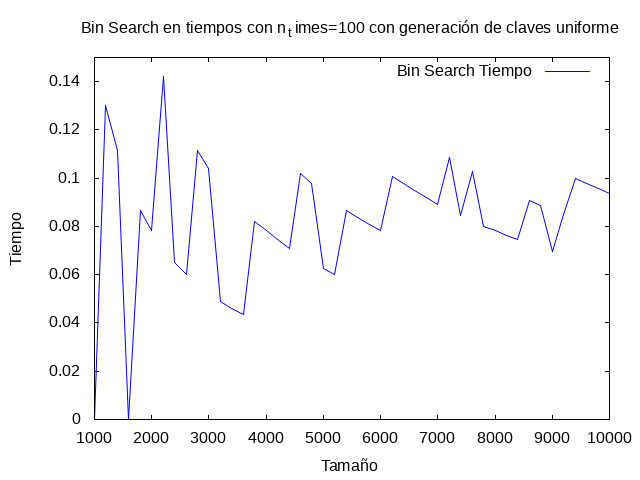 Bin Search en tiempos con n_t imes=100 con generación de claves uniforme
Bin Search Tiempo
0.14
0.12
0.1
0.08
0.06
0.04
0.02
0
Tiempo
1000 2000 3000 4000 5000 6000 7000 8000 9000 10000
Tamaño